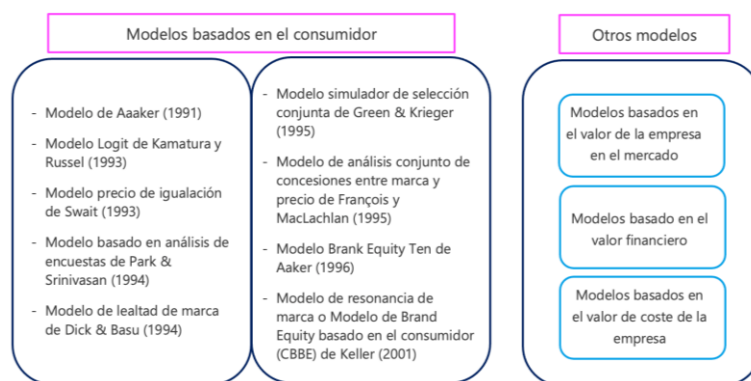 Modelos basados en el consumidor
- Modelo de Aaaker (1991)
- Modelo Logit de Kamatura y
Russel (1993)
- Modelo precio de igualación
de Swait (1993)
- Modelo basado en análisis de
encuestas de Park &
Srinivasan (1994)
- Modelo de lealtad de marca
de Dick & Basu (1994)
- Modelo simulador de selección
conjunta de Green & Krieger
(1995)
- Modelo de análisis conjunto de
concesiones entre marca y
precio de François y
MacLachlan (1995)
- Modelo Brank Equity Ten de
Aaker (1996)
- Modelo de resonancia de
marca o Modelo de Brand
Equity basado en el consumidor
(CBBE) de Keller (2001)
Otros modelos
Modelos basados en
el valor de la empresa
en el mercado
Modelos basado en el
valor financiero
Modelos basados en
el valor de coste de la
empresa